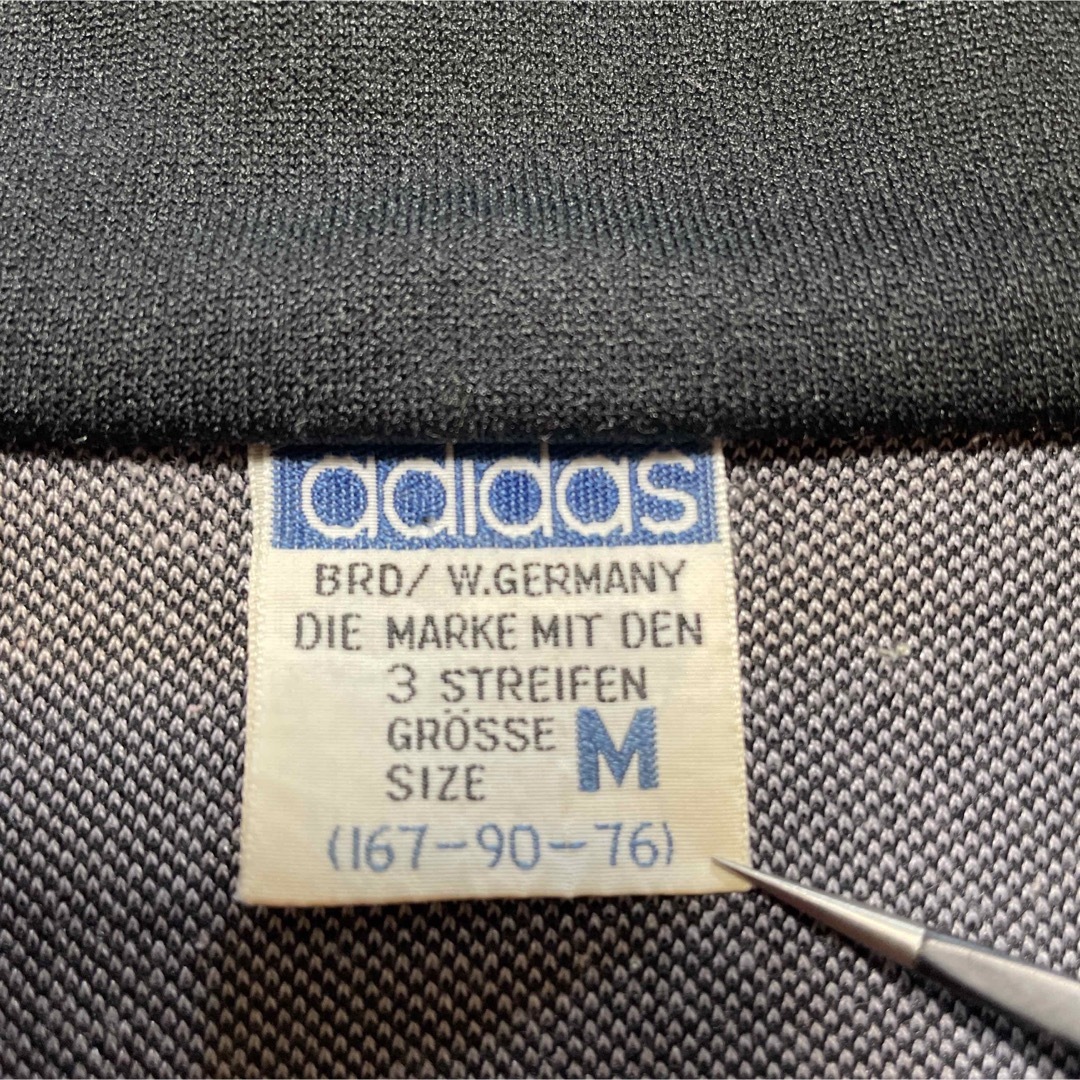 adidas
BRD/ W.GERMANY
DIE MARKE MIT DEN
3 STREIFEN
GRÖSSE M
SIZE
(167-90-76)